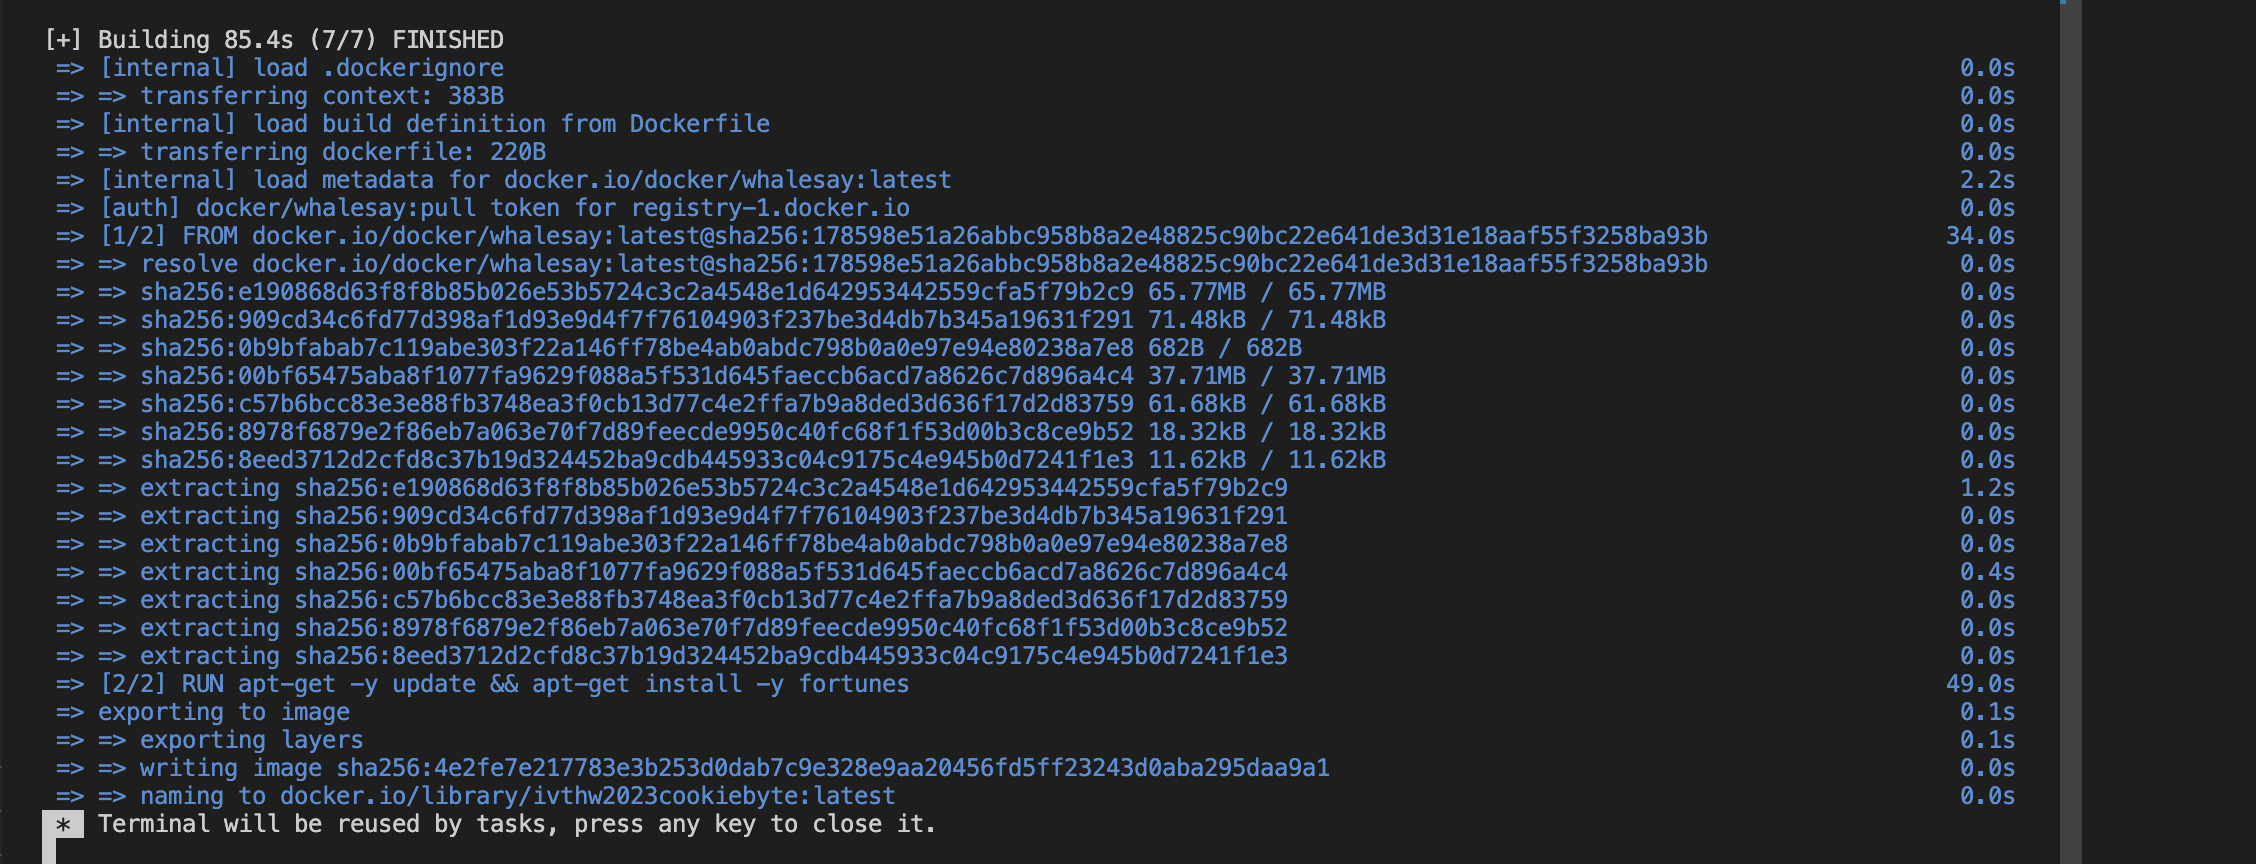 [+] Building 85.4s (7/7) FINISHED
=> [internal] load .dockerignore 0.0s
=> => transferring context: 383B 0.0s
=> [internal] load build definition from Dockerfile 0.0s
=> => transferring dockerfile: 220B 0.0s
=> [internal] load metadata for docker.io/docker/whalesay:latest 2.2s
=> [auth] docker/whalesay:pull token for registry-1.docker.io 0.0s
=> [1/2] FROM docker.io/docker/whalesay:latest@sha256:178598e51a26abbc958b8a2e48825c90bc22e641de3d31e18aaf55f3258ba93b 34.0s
=> => resolve docker.io/docker/whalesay:latest@sha256:178598e51a26abbc958b8a2e48825c90bc22e641de3d31e18aaf55f3258ba93b 0.0s
=> => sha256:e190868d63f8f8b85b026e53b5724c3c2a4548e1d642953442559cfa5f79b2c9 65.77MB / 65.77MB 0.0s
=> => sha256:909cd34c6fd77d398af1d93e9d4f7f76104903f237be3d4db7b345a19631f291 71.48kB / 71.48kB 0.0s
=> => sha256:0b9bfabab7c119abe303f22a146ff78be4ab0abdc798b0a0e97e94e80238a7e8 682B / 682B 0.0s
=> => sha256:00bf65475aba8f1077fa9629f088a5f531d645faeccb6acd7a8626c7d896a4c4 37.71MB / 37.71MB 0.0s
=> => sha256:c57b6bcc83e3e88fb3748ea3f0cb13d77c4e2ffa7b9a8ded3d636f17d2d83759 61.68kB / 61.68kB 0.0s
=> => sha256:8978f6879e2f86eb7a063e70f7d89feecde9950c40fc68f1f53d00b3c8ce9b52 18.32kB / 18.32kB 0.0s
=> => sha256:8eed3712d2cfd8c37b19d324452ba9cdb445933c04c9175c4e945b0d7241f1e3 11.62kB / 11.62kB 0.0s
=> => extracting sha256:e190868d63f8f8b85b026e53b5724c3c2a4548e1d642953442559cfa5f79b2c9 1.2s
=> => extracting sha256:909cd34c6fd77d398af1d93e9d4f7f76104903f237be3d4db7b345a19631f291 0.0s
=> => extracting sha256:0b9bfabab7c119abe303f22a146ff78be4ab0abdc798b0a0e97e94e80238a7e8 0.0s
=> => extracting sha256:00bf65475aba8f1077fa9629f088a5f531d645faeccb6acd7a8626c7d896a4c4 0.4s
=> => extracting sha256:c57b6bcc83e3e88fb3748ea3f0cb13d77c4e2ffa7b9a8ded3d636f17d2d83759 0.0s
=> => extracting sha256:8978f6879e2f86eb7a063e70f7d89feecde9950c40fc68f1f53d00b3c8ce9b52 0.0s
=> => extracting sha256:8eed3712d2cfd8c37b19d324452ba9cdb445933c04c9175c4e945b0d7241f1e3 0.0s
=> [2/2] RUN apt-get -y update && apt-get install -y fortunes 49.0s
=> exporting to image 0.1s
=> => exporting layers 0.1s
=> => writing image sha256:4e2fe7e217783e3b253d0dab7c9e328e9aa20456fd5ff23243d0aba295daa9a1 0.0s
=> => naming to docker.io/library/ivthw2023cookiebyte:latest 0.0s
* Terminal will be reused by tasks, press any key to close it.